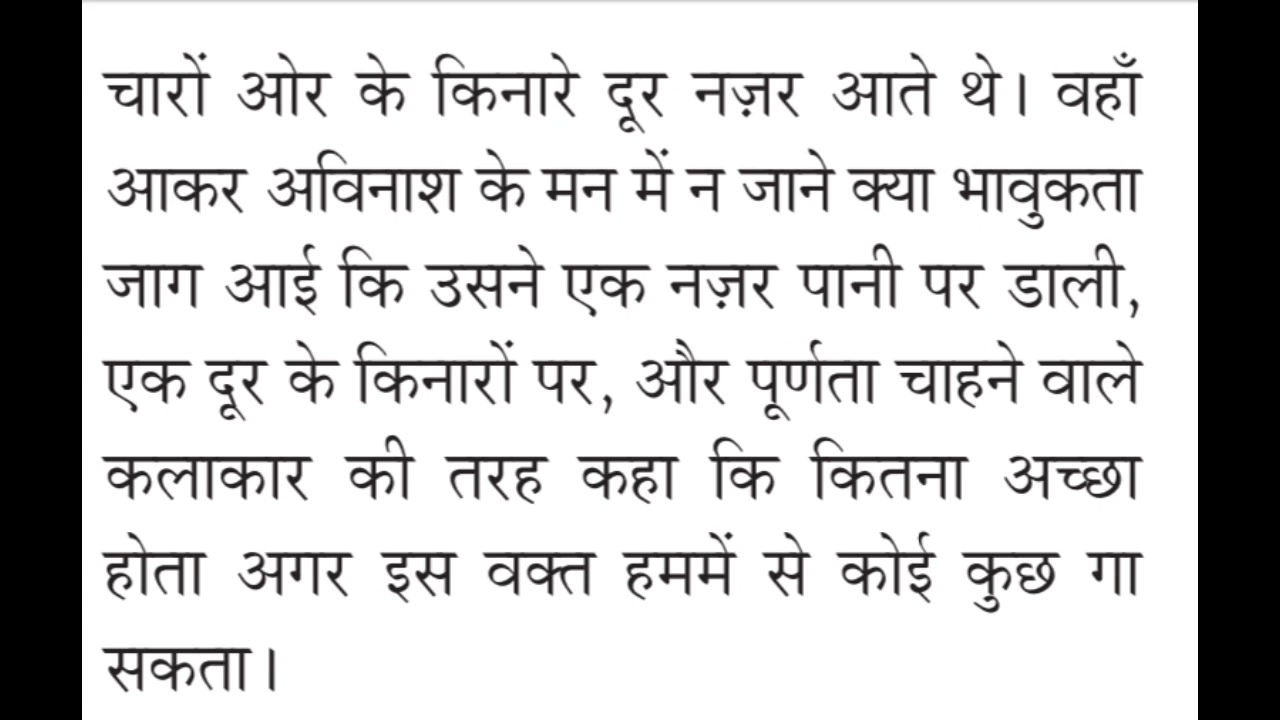 चारों ओर के किनारे दूर नज़र आते थे। वहाँ
आकर अविनाश के मन में न जाने क्या भावुकता
जाग आई कि उसने एक नज़र पानी पर डाली,
एक दूर के किनारों पर, और पूर्णता चाहने वाले
कलाकार की तरह कहा कि कितना अच्छा
होता अगर इस वक्त हममें से कोई कुछ गा
सकता।